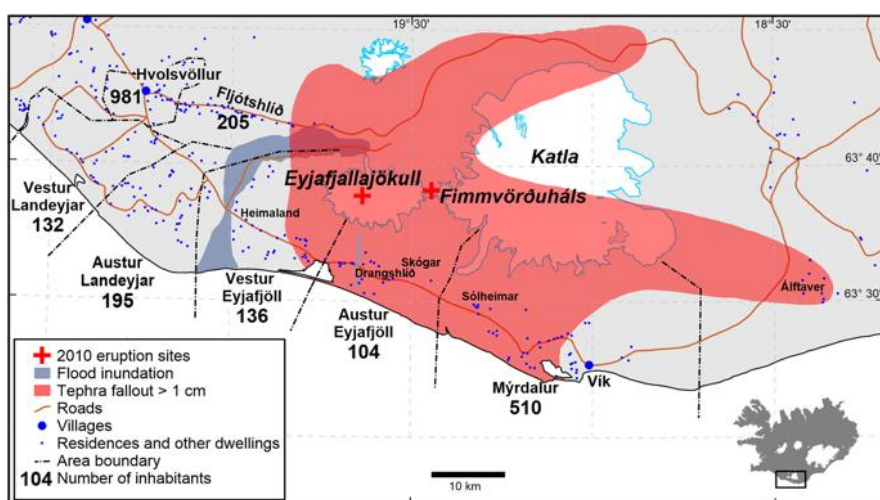 19°30'
18°30'
Hvolsvöllur
981
Fljótshlíð
205
Katla
63°40'
Eyjafjallajökull
Fimmvörðuháls
Vestur
Landeyjar
132
Heimaland
Skógar
Drangshlíð
Austur
Landeyjar
195
Vestur
Eyjafjöll
136
Sólheimar
Álftaver
63°30'
Austur
Eyjafjöll
104
Mýrdalur
510
Vík
2010 eruption sites
Flood inundation
Tephra fallout > 1 cm
Roads
Villages
Residences and other dwellings
Area boundary
104 Number of inhabitants
10 km